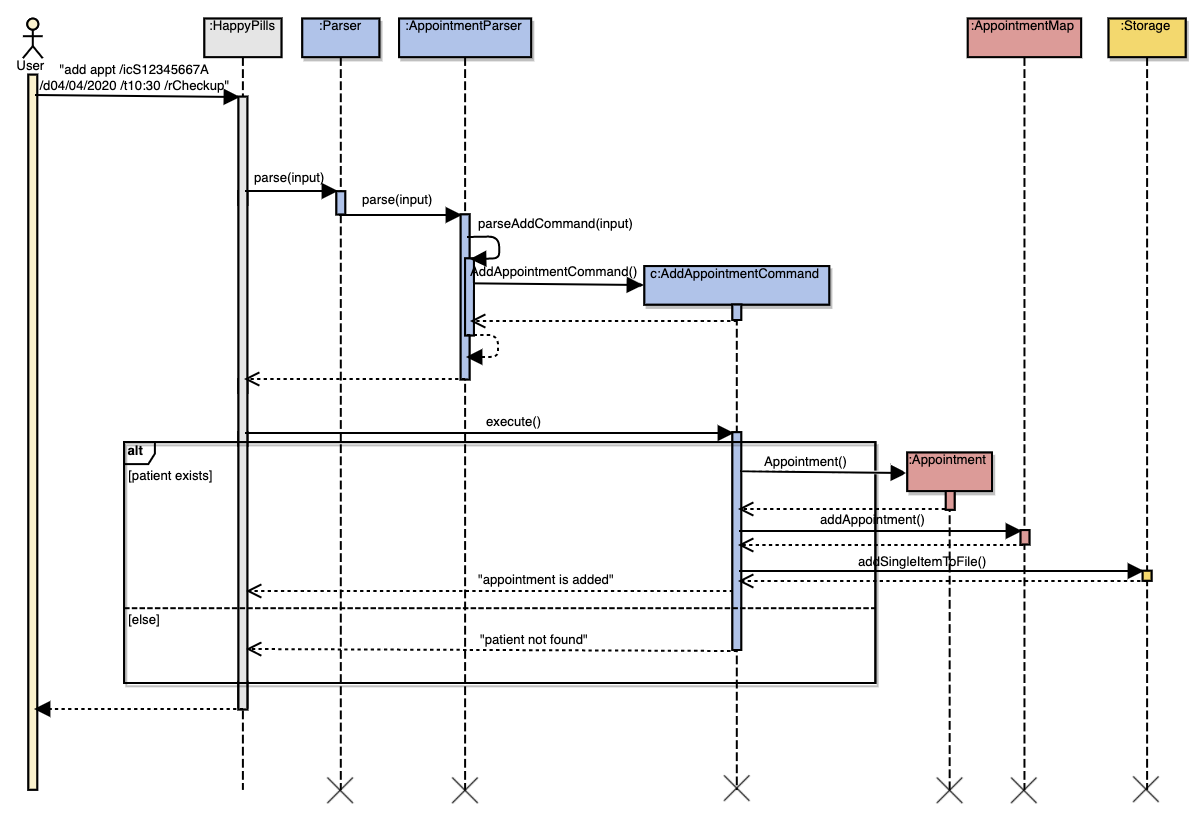 :HappyPills
:Parser
:AppointmentParser
:AppointmentMap
:Storage
User
"add appt /icS12345667A
/d04/04/2020 /t10:30 /rCheckup"
parse(input)
parse(input)
parseAddCommand(input)
AddAppointmentCommand()
c:AddAppointmentCommand
execute()
alt
[patient exists]
Appointment()
:Appointment
addAppointment()
addSingleItemToFile()
"appointment is added"
[else]
"patient not found"